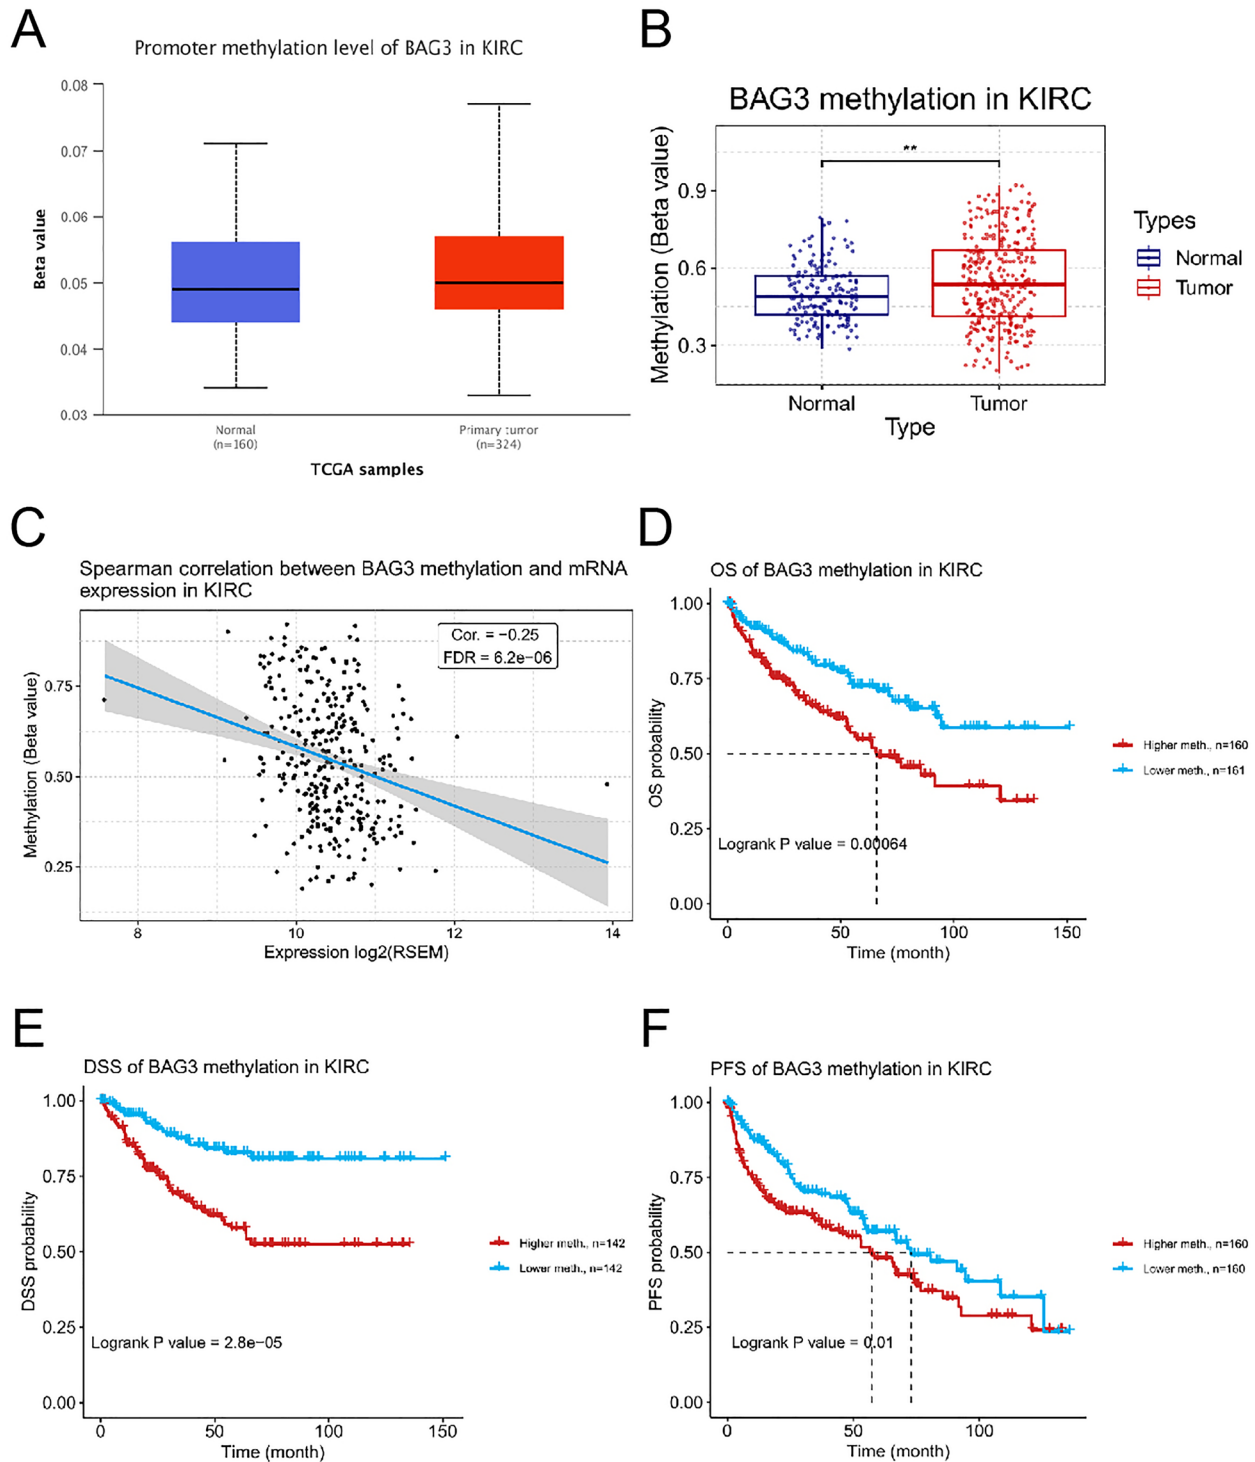 A
Promoter methylation level of BAG3 in KIRC
0.08
0.07
0.06
0.05
0.04
0.03
Beta value
Normal
(n=160)
Primary tumor
(n=324)
TCGA samples
B
BAG3 methylation in KIRC
**
0.9
0.6
0.3
Methylation (Beta value)
Normal
Tumor
Type
Types
Normal
Tumor
C
Spearman correlation between BAG3 methylation and mRNA
expression in KIRC
Cor. = −0.25
FDR = 6.2e−06
0.75
0.50
0.25
Methylation (Beta value)
8
10
12
14
Expression log2(RSEM)
D
OS of BAG3 methylation in KIRC
1.00
0.75
0.50
0.25
0.00
OS probability
Logrank P value = 0.00064
0
50
100
150
Time (month)
Higher meth., n=160
Lower meth., n=161
E
DSS of BAG3 methylation in KIRC
1.00
0.75
0.50
0.25
0.00
DSS probability
Logrank P value = 2.8e−05
0
50
100
150
Time (month)
Higher meth., n=142
Lower meth., n=142
F
PFS of BAG3 methylation in KIRC
1.00
0.75
0.50
0.25
0.00
PFS probability
Logrank P value = 0.01
0
50
100
Time (month)
Higher meth., n=160
Lower meth., n=160